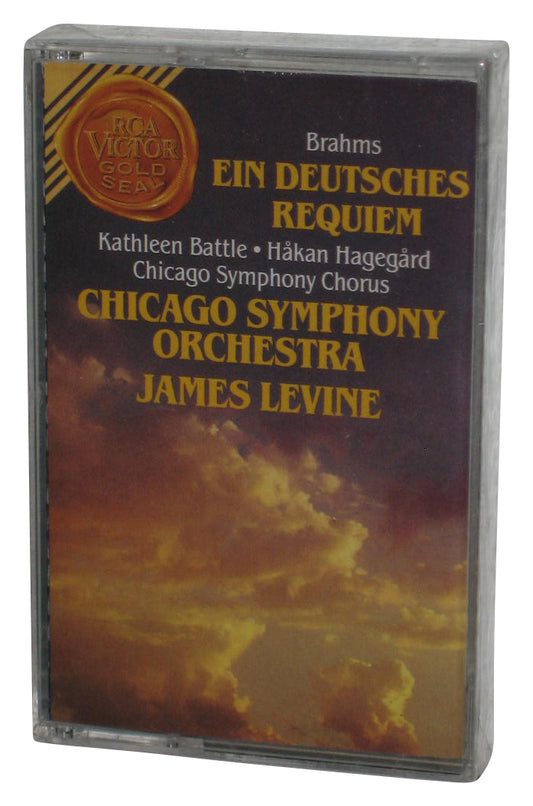 RCA
VICTOR
GOLD
SEAL
Brahms
EIN DEUTSCHES
REQUIEM
Kathleen Battle • Håkan Hagegård
Chicago Symphony Chorus
CHICAGO SYMPHONY
ORCHESTRA
JAMES LEVINE